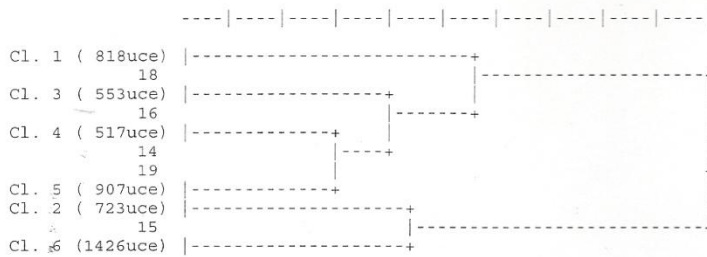 ----|----|----|----|----|----|----|----|----|----
Cl. 1 ( 818uce) |--------------------------+
18 |---------------------
Cl. 3 ( 553uce) |------------------+ |
16 |-------+
Cl. 4 ( 517uce) |-------------+ |
14 |----+
19 | +
Cl. 5 ( 907uce) |-------------+
Cl. 2 ( 723uce) |--------------------+
15 |---------------------------
Cl. 6 (1426uce) |--------------------+